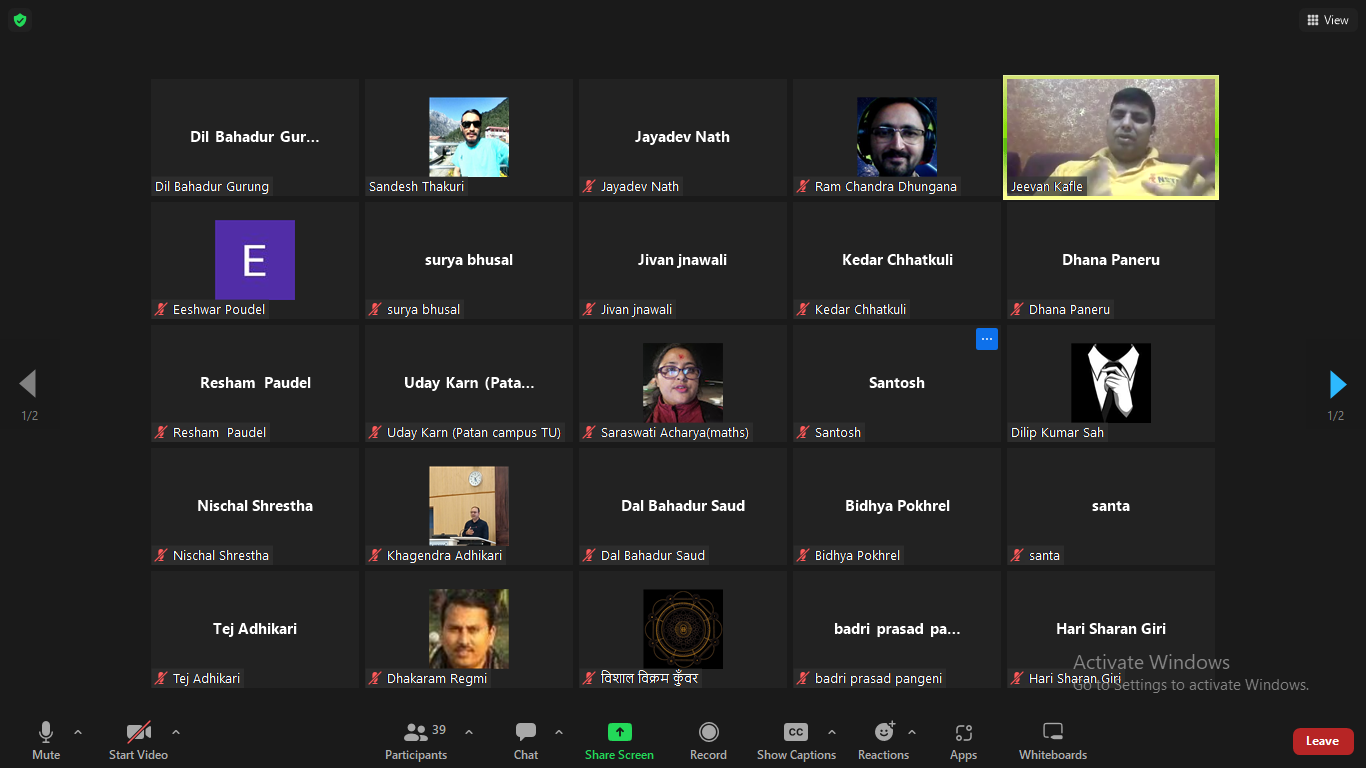 View
Dil Bahadur Gur...
Dil Bahadur Gurung
Sandesh Thakuri
Jayadev Nath
Jayadev Nath
Ram Chandra Dhungana
Jeevan Kafle
E
Eeshwar Poudel
surya bhusal
surya bhusal
Jivan jnawali
Jivan jnawali
Kedar Chhatkuli
Kedar Chhatkuli
Dhana Paneru
Dhana Paneru
1/2
Resham Paudel
Resham Paudel
Uday Karn (Pata...
Uday Karn (Patan campus TU)
Saraswati Acharya(maths)
Santosh
Santosh
Dilip Kumar Sah
1/2
Nischal Shrestha
Nischal Shrestha
Khagendra Adhikari
Dal Bahadur Saud
Dal Bahadur Saud
Bidhya Pokhrel
Bidhya Pokhrel
santa
santa
Tej Adhikari
Tej Adhikari
Dhakaram Regmi
विशाल विक्रम कुँवर
badri prasad pa...
badri prasad pangeni
Hari Sharan Giri
Hari Sharan Giri
Activate Windows
Go to Settings to activate Windows.
Mute
Start Video
39
Participants
Chat
Share Screen
Record
CC
Show Captions
Reactions
Apps
Whiteboards
Leave